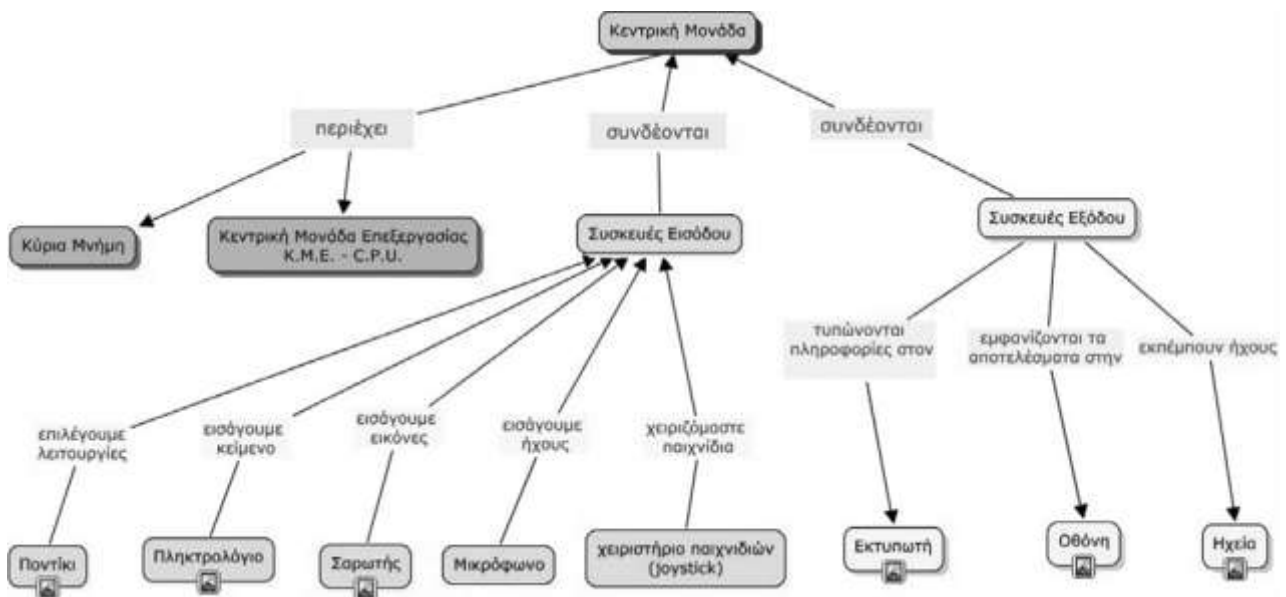 Κεντρική Μονάδα
περιέχει
συνδέονται
συνδέονται
Κύρια Μνήμη
Κεντρική Μονάδα Επεξεργασίας
Κ.Μ.Ε. - C.P.U.
Συσκευές Εισόδου
Συσκευές Εξόδου
τυπώνονται
πληροφορίες στον
εμφανίζονται τα
αποτελέσματα στην
εκπέμπουν ήχους
επιλέγουμε
λειτουργίες
εισάγουμε
κείμενο
εισάγουμε
εικόνες
εισάγουμε
ήχους
χειριζόμαστε
παιχνίδια
Ποντίκι
Πληκτρολόγιο
Σαρωτής
Μικρόφωνο
χειριστήριο παιχνιδιών
(joystick)
Εκτυπωτή
Οθόνη
Ηχεία